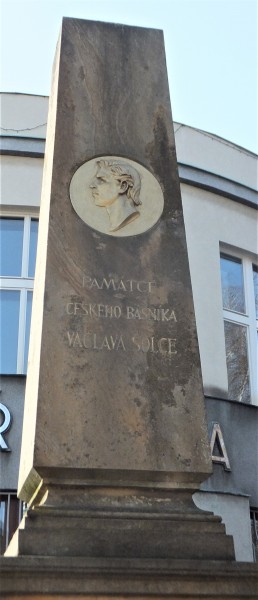 PAMÁTCE
ČESKÉHO BÁSNÍKA
VÁCLAVA ŠOLCE
R
A